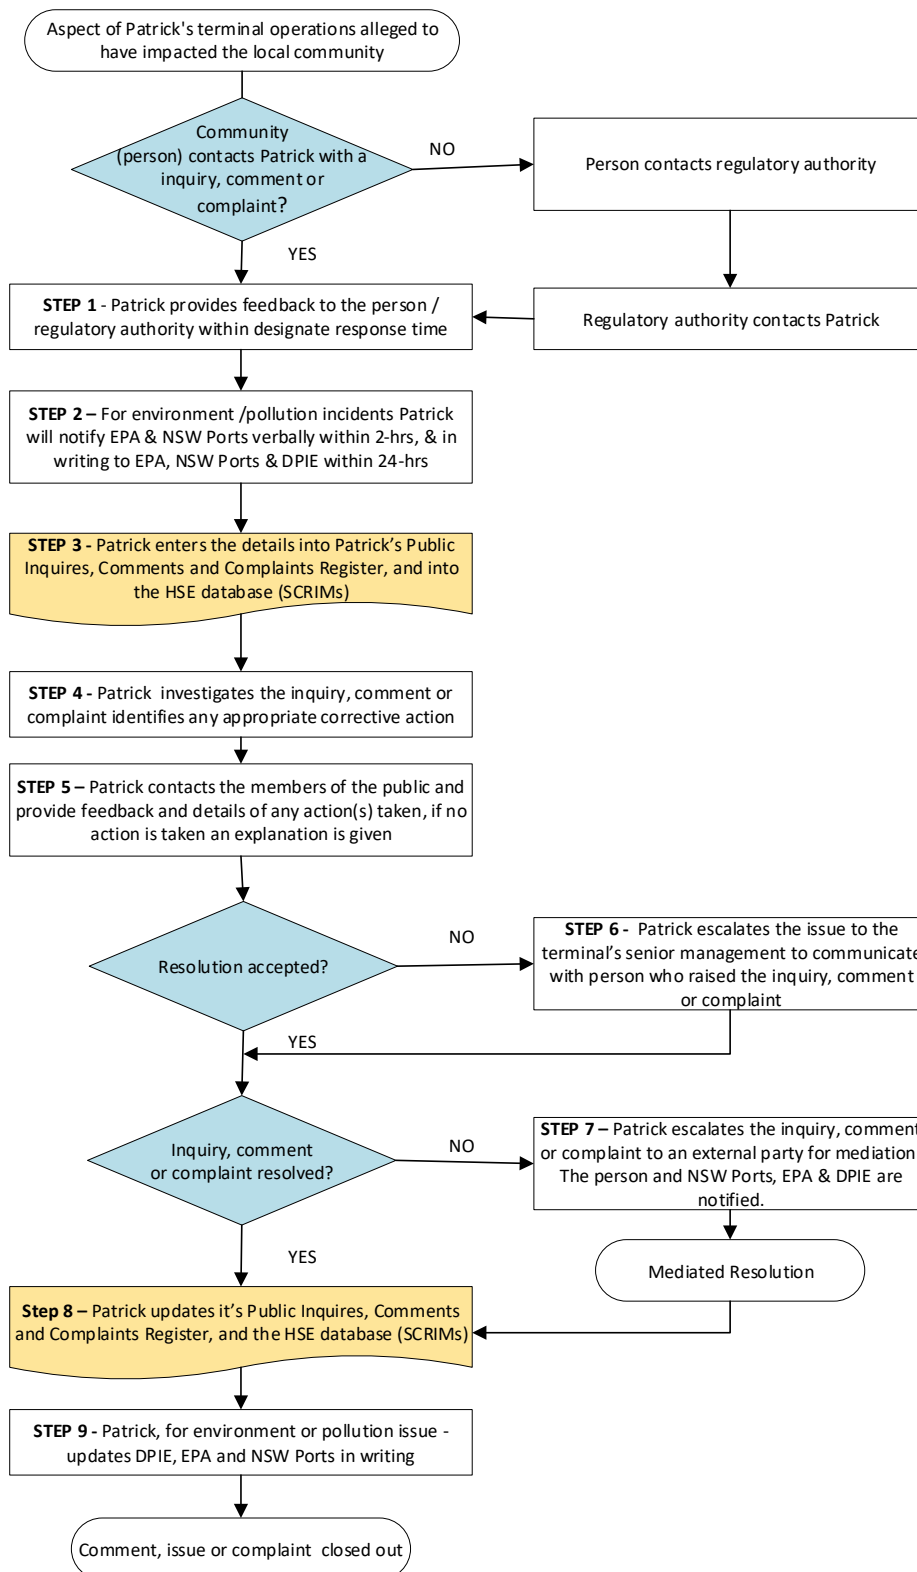 Aspect of Patrick's terminal operations alleged to
have impacted the local community
Community
(person) contacts Patrick with a
inquiry, comment or
complaint?
NO
Person contacts regulatory authority
YES
STEP 1 - Patrick provides feedback to the person /
regulatory authority within designate response time
Regulatory authority contacts Patrick
STEP 2 – For environment /pollution incidents Patrick
will notify EPA & NSW Ports verbally within 2-hrs, & in
writing to EPA, NSW Ports & DPIE within 24-hrs
STEP 3 - Patrick enters the details into Patrick's Public
Inquires, Comments and Complaints Register, and into
the HSE database (SCRIMs)
STEP 4 - Patrick investigates the inquiry, comment or
complaint identifies any appropriate corrective action
STEP 5 – Patrick contacts the members of the public and
provide feedback and details of any action(s) taken, if no
action is taken an explanation is given
Resolution accepted?
NO
STEP 6 - Patrick escalates the issue to the
terminal's senior management to communicate
with person who raised the inquiry, comment
or complaint
YES
Inquiry, comment
or complaint resolved?
NO
STEP 7 – Patrick escalates the inquiry, comment
or complaint to an external party for mediation
The person and NSW Ports, EPA & DPIE are
notified.
YES
Mediated Resolution
Step 8 – Patrick updates it's Public Inquires, Comments
and Complaints Register, and the HSE database (SCRIMs)
STEP 9 - Patrick, for environment or pollution issue -
updates DPIE, EPA and NSW Ports in writing
Comment, issue or complaint closed out